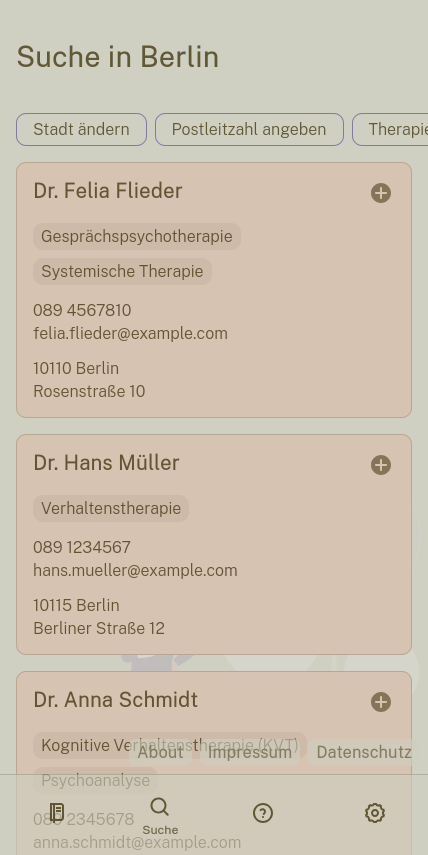 Suche in Berlin
Stadt ändern
Postleitzahl angeben
Therapie
Dr. Felia Flieder
Gesprächspsychotherapie
Systemische Therapie
089 4567810
felia.flieder@example.com
10110 Berlin
Rosenstraße 10
Dr. Hans Müller
Verhaltenstherapie
089 1234567
hans.mueller@example.com
10115 Berlin
Berliner Straße 12
Dr. Anna Schmidt
Kognitive Verhaltenstherapie (KVT)
About
Impressum
Datenschutz
Psychoanalyse
089 2345678
Suche
anna.schmidt@example.com